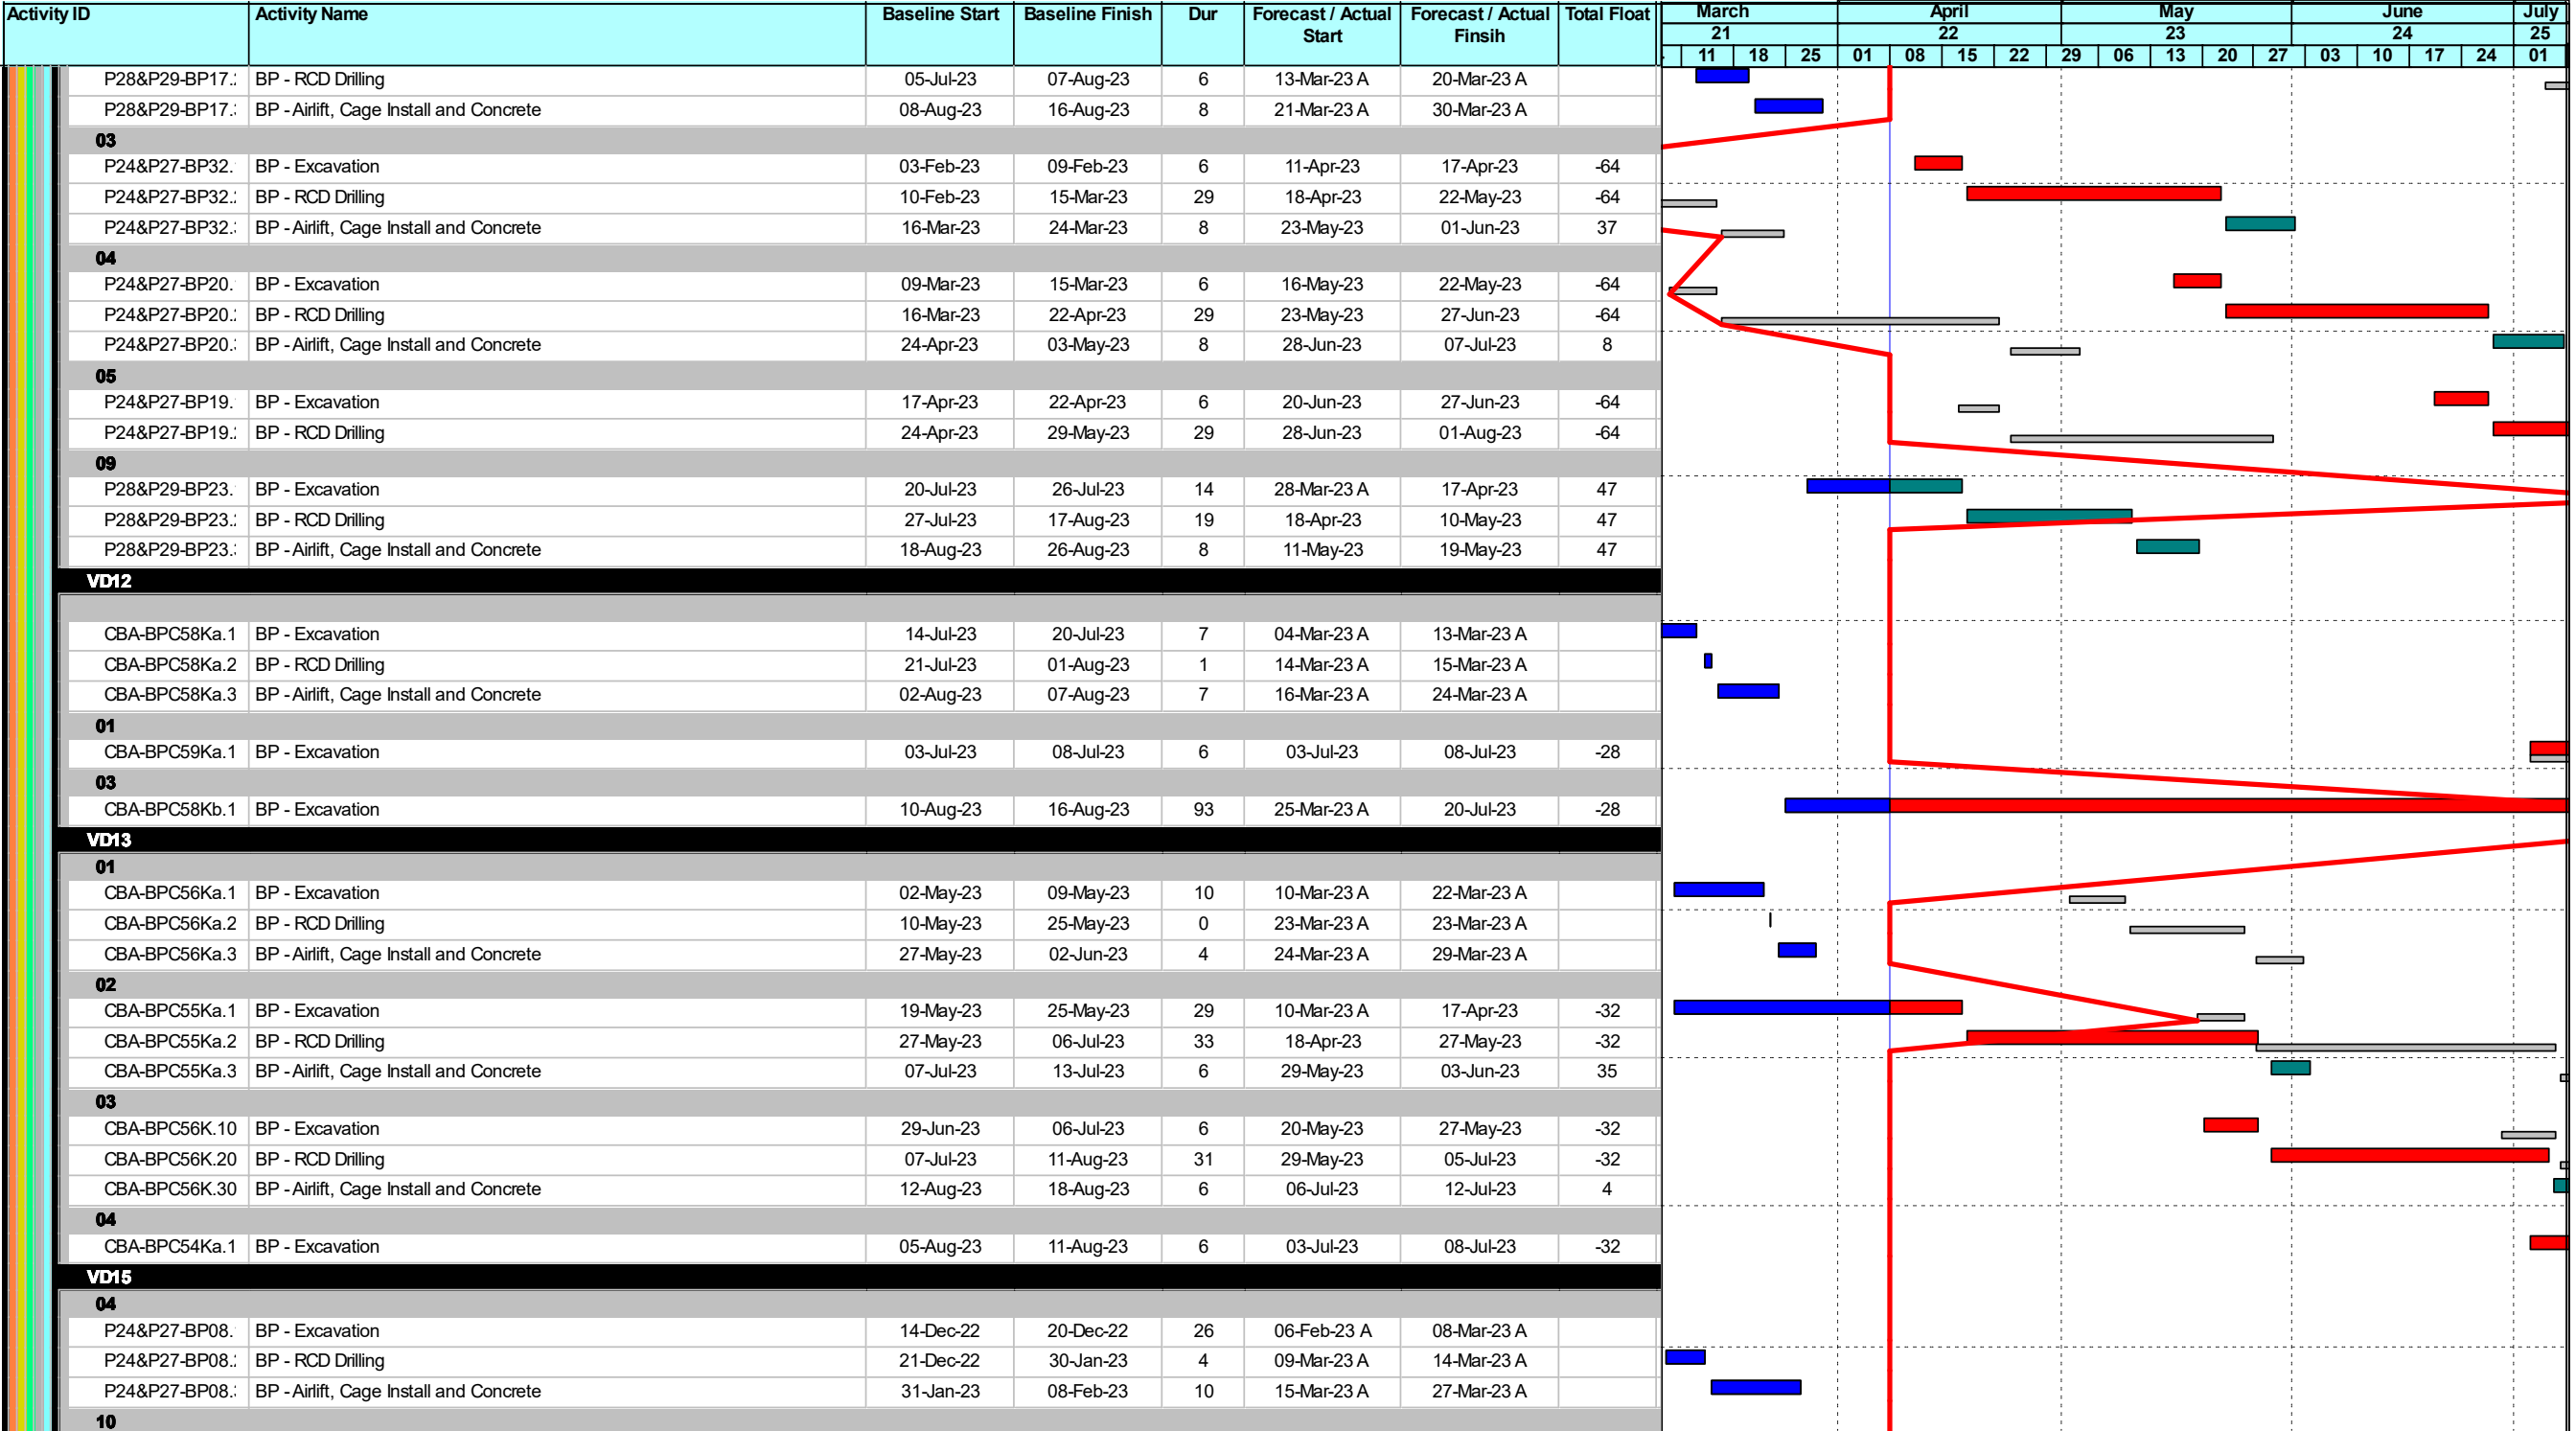 Activity ID Activity Name Baseline Start Baseline Finish Dur Forecast / Actual Start Forecast / Actual Finsih Total Float March April May June July
21 22 23 24 25
11 18 25 01 08 15 22 29 06 13 20 27 03 10 17 24 01
P28&P29-BP17. BP - RCD Drilling 05-Jul-23 07-Aug-23 6 13-Mar-23 A 20-Mar-23 A
P28&P29-BP17. BP - Airlift, Cage Install and Concrete 08-Aug-23 16-Aug-23 8 21-Mar-23 A 30-Mar-23 A
03
P24&P27-BP32. BP - Excavation 03-Feb-23 09-Feb-23 6 11-Apr-23 17-Apr-23 -64
P24&P27-BP32. BP - RCD Drilling 10-Feb-23 15-Mar-23 29 18-Apr-23 22-May-23 -64
P24&P27-BP32. BP - Airlift, Cage Install and Concrete 16-Mar-23 24-Mar-23 8 23-May-23 01-Jun-23 37
04
P24&P27-BP20. BP - Excavation 09-Mar-23 15-Mar-23 6 16-May-23 22-May-23 -64
P24&P27-BP20. BP - RCD Drilling 16-Mar-23 22-Apr-23 29 23-May-23 27-Jun-23 -64
P24&P27-BP20. BP - Airlift, Cage Install and Concrete 24-Apr-23 03-May-23 8 28-Jun-23 07-Jul-23 8
05
P24&P27-BP19. BP - Excavation 17-Apr-23 22-Apr-23 6 20-Jun-23 27-Jun-23 -64
P24&P27-BP19. BP - RCD Drilling 24-Apr-23 29-May-23 29 28-Jun-23 01-Aug-23 -64
09
P28&P29-BP23. BP - Excavation 20-Jul-23 26-Jul-23 14 28-Mar-23 A 17-Apr-23 47
P28&P29-BP23. BP - RCD Drilling 27-Jul-23 17-Aug-23 19 18-Apr-23 10-May-23 47
P28&P29-BP23. BP - Airlift, Cage Install and Concrete 18-Aug-23 26-Aug-23 8 11-May-23 19-May-23 47
VD12
CBA-BPC58Ka.1 BP - Excavation 14-Jul-23 20-Jul-23 7 04-Mar-23 A 13-Mar-23 A
CBA-BPC58Ka.2 BP - RCD Drilling 21-Jul-23 01-Aug-23 1 14-Mar-23 A 15-Mar-23 A
CBA-BPC58Ka.3 BP - Airlift, Cage Install and Concrete 02-Aug-23 07-Aug-23 7 16-Mar-23 A 24-Mar-23 A
01
CBA-BPC59Ka.1 BP - Excavation 03-Jul-23 08-Jul-23 6 03-Jul-23 08-Jul-23 -28
03
CBA-BPC58Kb.1 BP - Excavation 10-Aug-23 16-Aug-23 93 25-Mar-23 A 20-Jul-23 -28
VD13
01
CBA-BPC56Ka.1 BP - Excavation 02-May-23 09-May-23 10 10-Mar-23 A 22-Mar-23 A
CBA-BPC56Ka.2 BP - RCD Drilling 10-May-23 25-May-23 0 23-Mar-23 A 23-Mar-23 A
CBA-BPC56Ka.3 BP - Airlift, Cage Install and Concrete 27-May-23 02-Jun-23 4 24-Mar-23 A 29-Mar-23 A
02
CBA-BPC55Ka.1 BP - Excavation 19-May-23 25-May-23 29 10-Mar-23 A 17-Apr-23 -32
CBA-BPC55Ka.2 BP - RCD Drilling 27-May-23 06-Jul-23 33 18-Apr-23 27-May-23 -32
CBA-BPC55Ka.3 BP - Airlift, Cage Install and Concrete 07-Jul-23 13-Jul-23 6 29-May-23 03-Jun-23 35
03
CBA-BPC56K.10 BP - Excavation 29-Jun-23 06-Jul-23 6 20-May-23 27-May-23 -32
CBA-BPC56K.20 BP - RCD Drilling 07-Jul-23 11-Aug-23 31 29-May-23 05-Jul-23 -32
CBA-BPC56K.30 BP - Airlift, Cage Install and Concrete 12-Aug-23 18-Aug-23 6 06-Jul-23 12-Jul-23 4
04
CBA-BPC54Ka.1 BP - Excavation 05-Aug-23 11-Aug-23 6 03-Jul-23 08-Jul-23 -32
VD15
04
P24&P27-BP08. BP - Excavation 14-Dec-22 20-Dec-22 26 06-Feb-23 A 08-Mar-23 A
P24&P27-BP08. BP - RCD Drilling 21-Dec-22 30-Jan-23 4 09-Mar-23 A 14-Mar-23 A
P24&P27-BP08. BP - Airlift, Cage Install and Concrete 31-Jan-23 08-Feb-23 10 15-Mar-23 A 27-Mar-23 A
10